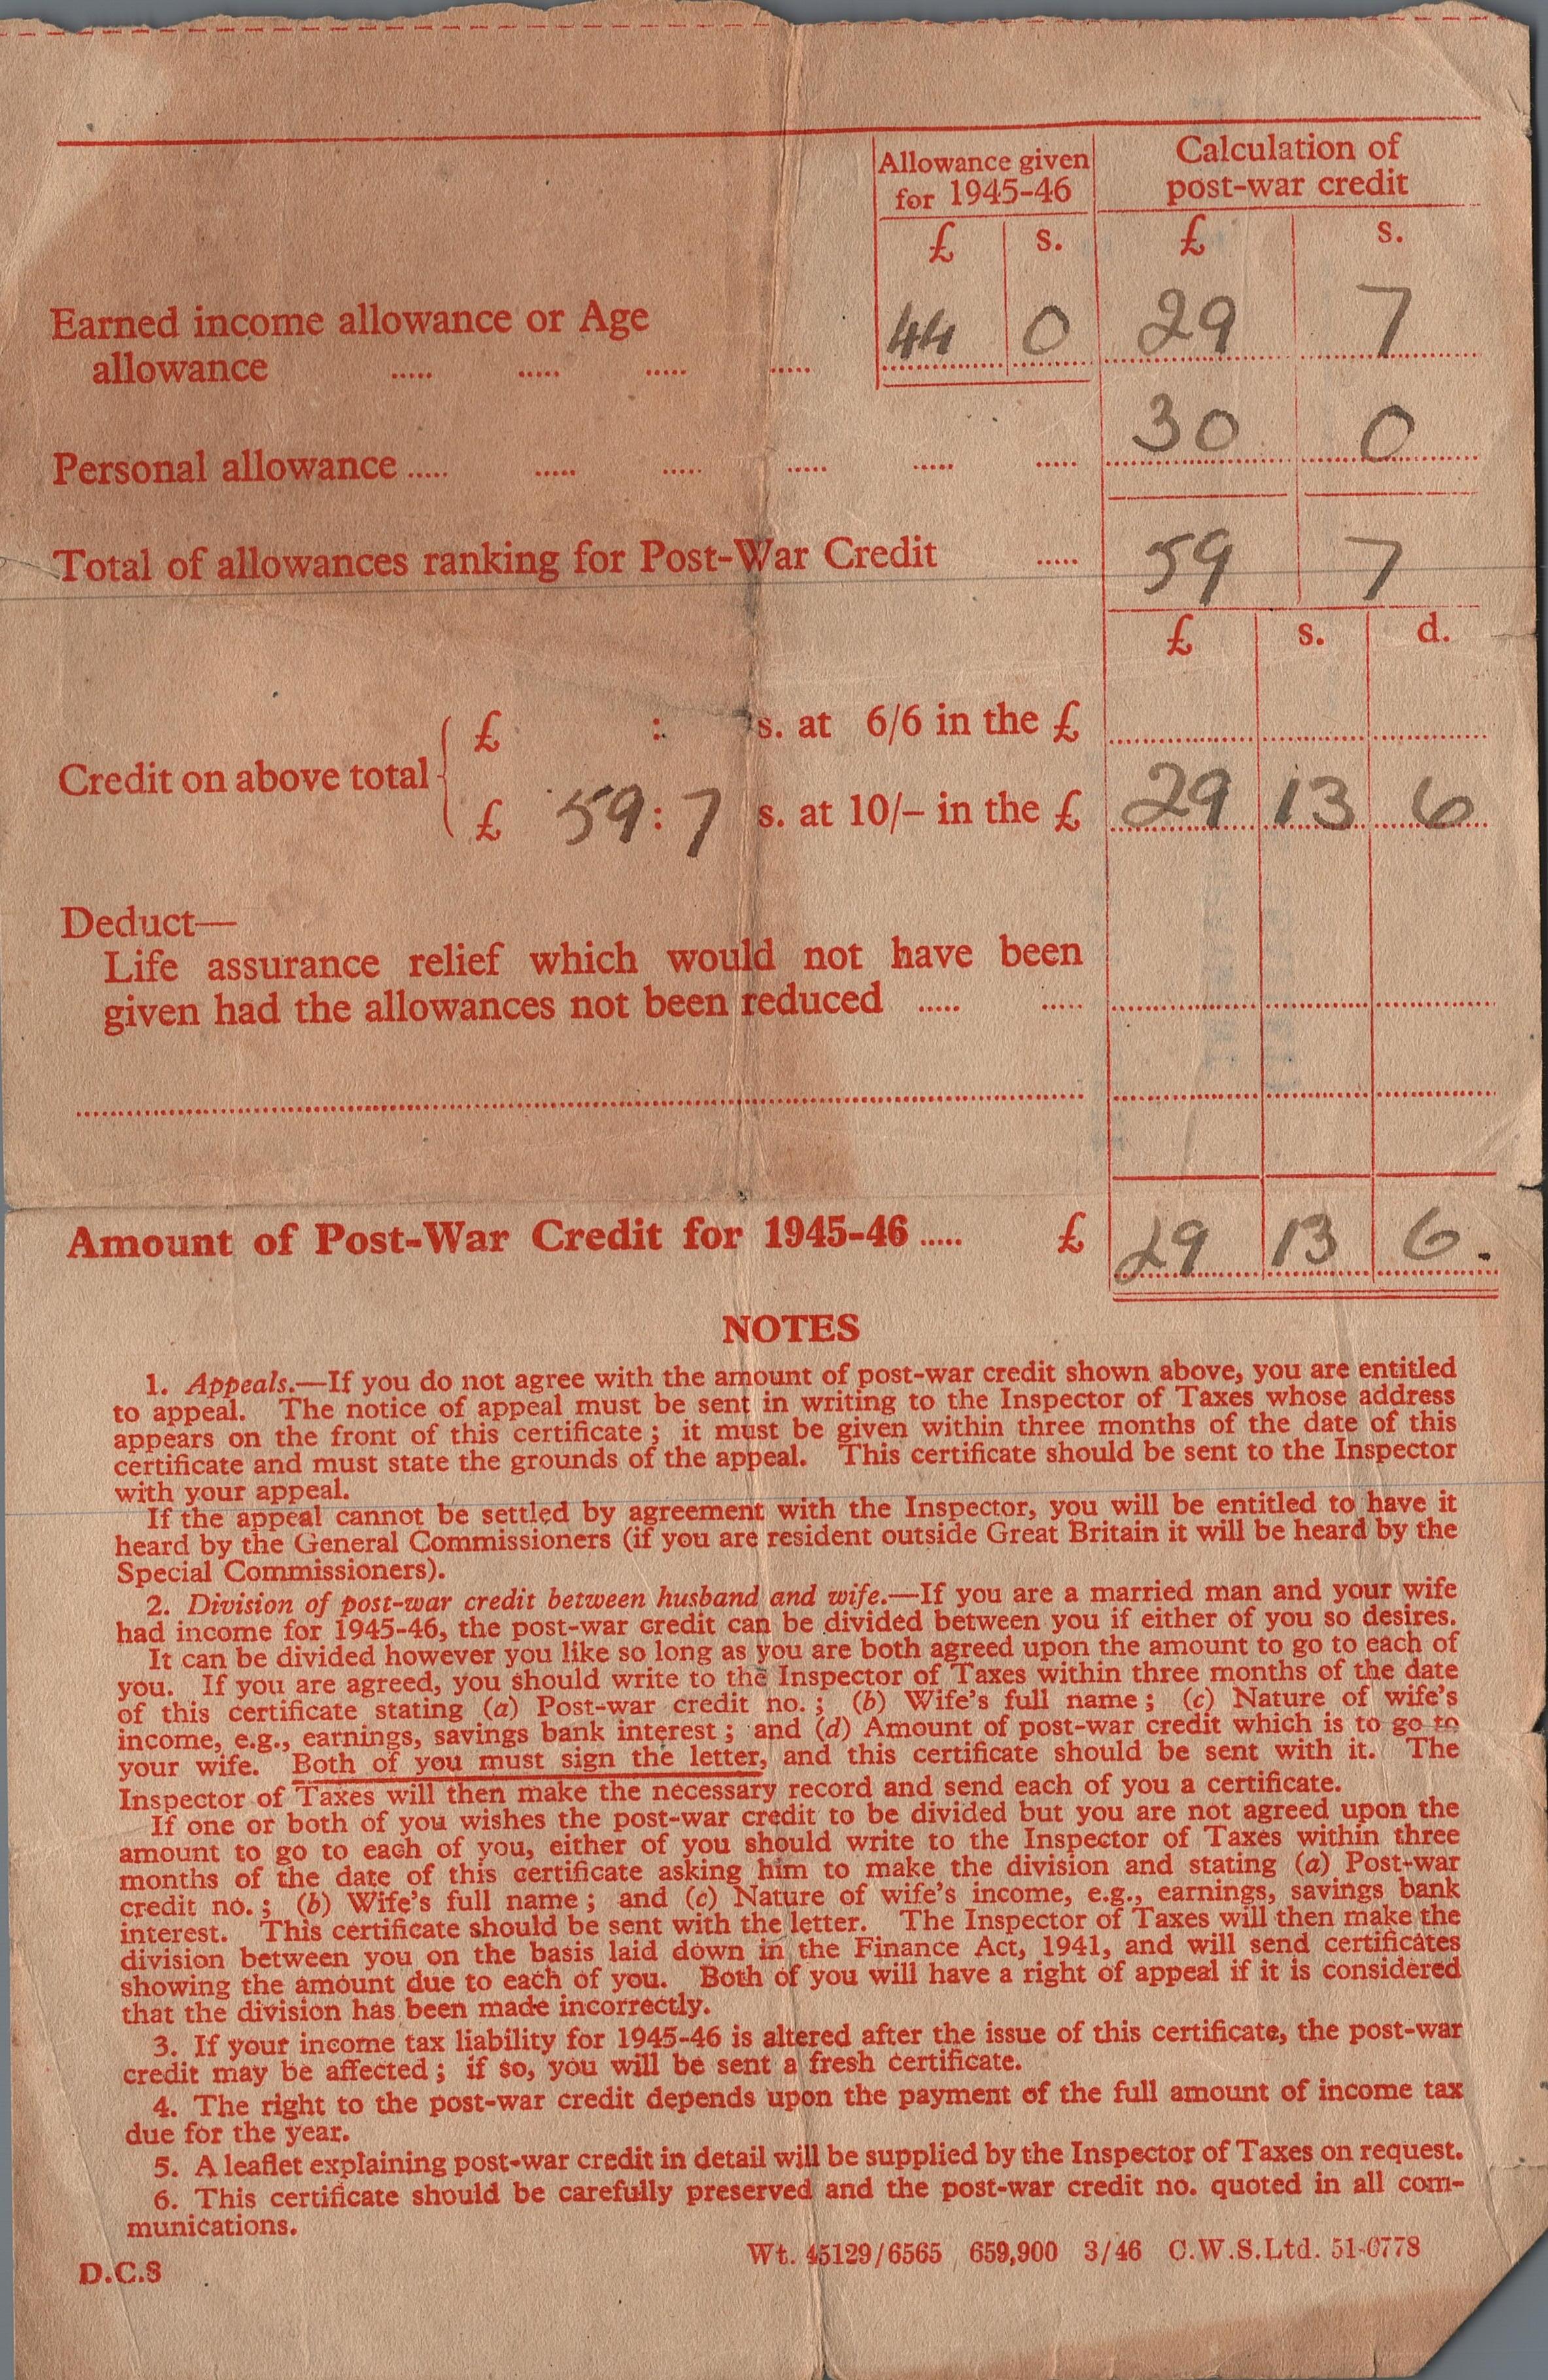 Allowance given for 1945-46
Calculation of post-war credit
£ s. £ s.
Earned income allowance or Age
allowance ..... ..... ..... ..... 44 0 29 7
Personal allowance ..... ..... ..... ..... ..... ..... 30 0
Total of allowances ranking for Post-War Credit ..... 59 7
£ s. d.
Credit on above total
£ : s. at 6/6 in the £
£ 59 : 7 s. at 10/- in the £ 29 13 6
Deduct—
Life assurance relief which would not have been
given had the allowances not been reduced ..... .....
Amount of Post-War Credit for 1945-46 ..... £ 29 13 6.
NOTES
1. Appeals.—If you do not agree with the amount of post-war credit shown above, you are entitled
to appeal. The notice of appeal must be sent in writing to the Inspector of Taxes whose address
appears on the front of this certificate ; it must be given within three months of the date of this
certificate and must state the grounds of the appeal. This certificate should be sent to the Inspector
with your appeal.
If the appeal cannot be settled by agreement with the Inspector, you will be entitled to have it
heard by the General Commissioners (if you are resident outside Great Britain it will be heard by the
Special Commissioners).
2. Division of post-war credit between husband and wife.—If you are a married man and your wife
had income for 1945-46, the post-war credit can be divided between you if either of you so desires.
It can be divided however you like so long as you are both agreed upon the amount to go to each of
you. If you are agreed, you should write to the Inspector of Taxes within three months of the date
of this certificate stating (a) Post-war credit no. ; (b) Wife's full name ; (c) Nature of wife's
income, e.g., earnings, savings bank interest ; and (d) Amount of post-war credit which is to go to
your wife. Both of you must sign the letter, and this certificate should be sent with it. The
Inspector of Taxes will then make the necessary record and send each of you a certificate.
If one or both of you wishes the post-war credit to be divided but you are not agreed upon the
amount to go to each of you, either of you should write to the Inspector of Taxes within three
months of the date of this certificate asking him to make the division and stating (a) Post-war
credit no. ; (b) Wife's full name ; and (c) Nature of wife's income, e.g., earnings, savings bank
interest. This certificate should be sent with the letter. The Inspector of Taxes will then make the
division between you on the basis laid down in the Finance Act, 1941, and will send certificates
showing the amount due to each of you. Both of you will have a right of appeal if it is considered
that the division has been made incorrectly.
3. If your income tax liability for 1945-46 is altered after the issue of this certificate, the post-war
credit may be affected ; if so, you will be sent a fresh certificate.
4. The right to the post-war credit depends upon the payment of the full amount of income tax
due for the year.
5. A leaflet explaining post-war credit in detail will be supplied by the Inspector of Taxes on request.
6. This certificate should be carefully preserved and the post-war credit no. quoted in all com-
munications.
Wt. 45129/6565 659,900 3/46 C.W.S.Ltd. 51-6778
D.C.8